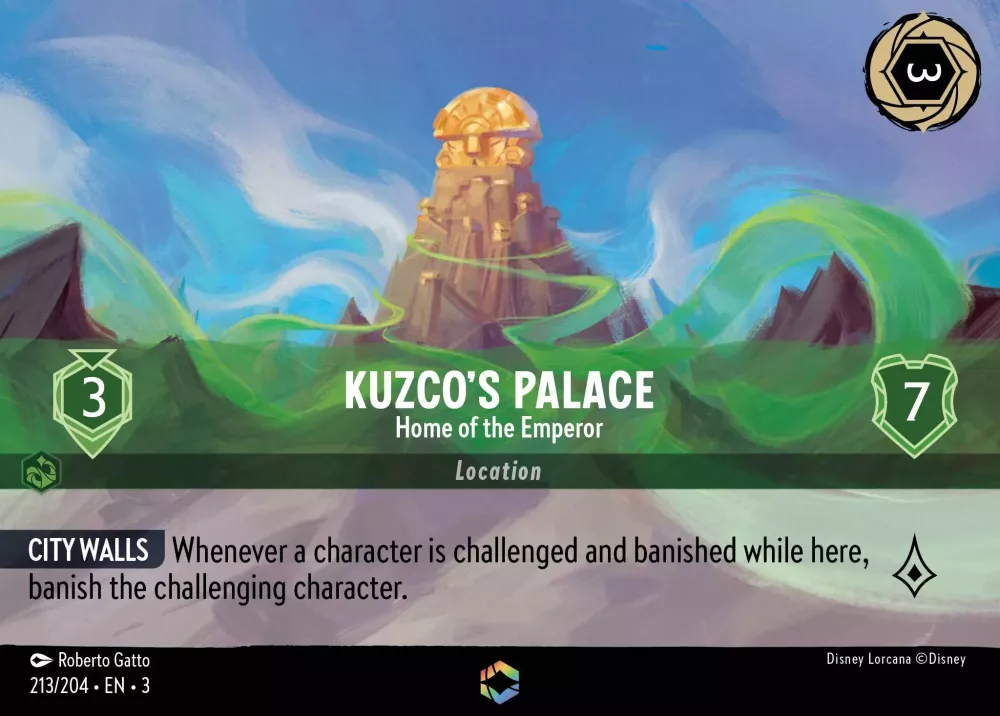 3
3
KUZCO'S PALACE
7
Home of the Emperor
Location
CITY WALLS Whenever a character is challenged and banished while here,
banish the challenging character.
Roberto Gatto
Disney Lorcana ©Disney
213/204 • EN • 3